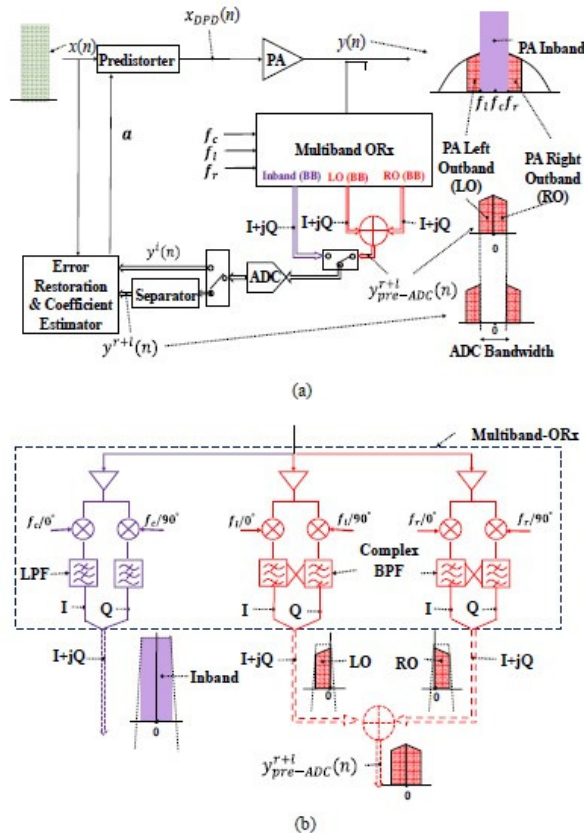 x(n)
Predistorter
x_{DPD}(n)
PA
y(n)
PA Inband
f_l f_c f_r
a
f_c
f_l
f_r
Multiband ORx
Inband (BB)
LO (BB)
RO (BB)
PA Left
Outband
(LO)
PA Right
Outband
(RO)
I+jQ
I+jQ
I+jQ
0
y^i(n)
ADC
Error
Restoration
& Coefficient
Estimator
Separator
y^{r+l}_{pre-ADC}(n)
y^{r+l}(n)
0
ADC Bandwidth
(a)
Multiband-ORx
f_c/0°
f_c/90°
f_l/0°
f_l/90°
f_r/0°
f_r/90°
LPF
Complex
BPF
I
Q
I
Q
I
Q
I+jQ
Inband
0
I+jQ
LO
0
RO
0
I+jQ
y^{r+l}_{pre-ADC}(n)
0
(b)